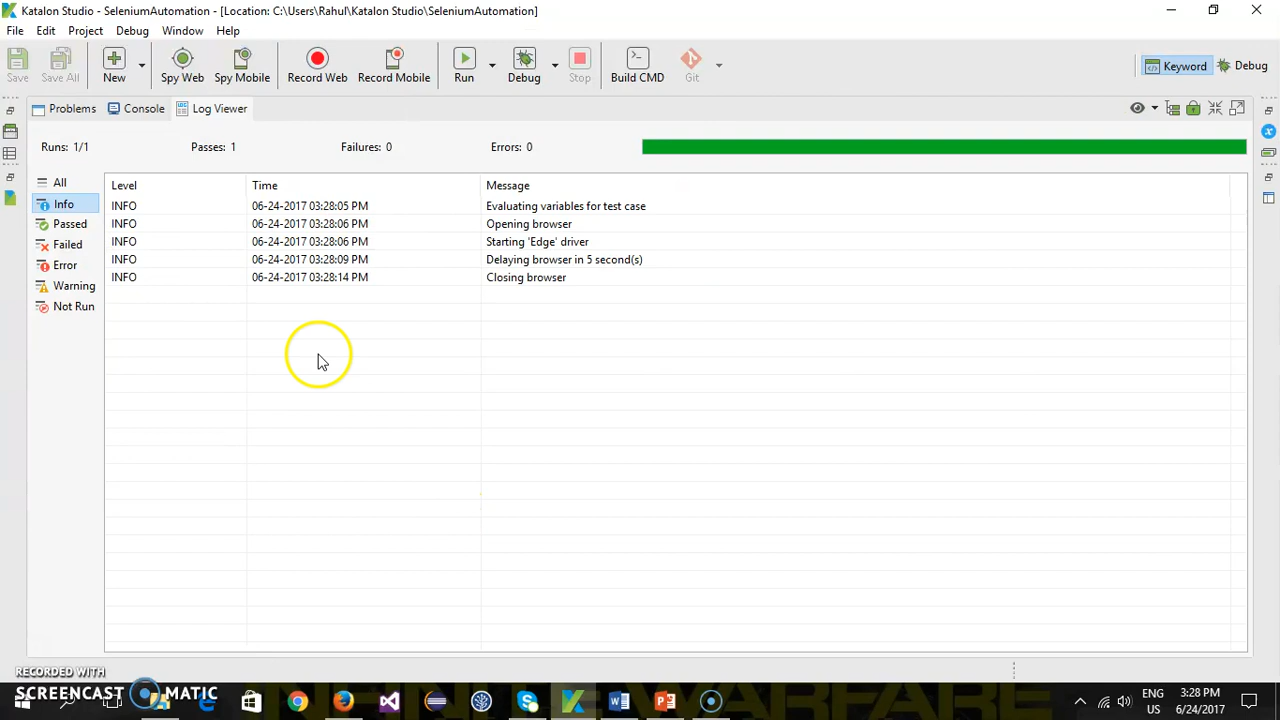 Katalon Studio - SeleniumAutomation - [Location: C:\Users\Rahul\Katalon Studio\SeleniumAutomation]
File Edit Project Debug Window Help
Save Save All New Spy Web Spy Mobile Record Web Record Mobile Run Debug Stop Build CMD Git Keyword Debug
Problems Console Log Viewer
Runs: 1/1 Passes: 1 Failures: 0 Errors: 0
All
Info
Passed
Failed
Error
Warning
Not Run
Level Time Message
INFO 06-24-2017 03:28:05 PM Evaluating variables for test case
INFO 06-24-2017 03:28:06 PM Opening browser
INFO 06-24-2017 03:28:06 PM Starting 'Edge' driver
INFO 06-24-2017 03:28:09 PM Delaying browser in 5 second(s)
INFO 06-24-2017 03:28:14 PM Closing browser
RECORDED WITH
SCREENCAST MATIC
ENG 3:28 PM
US 6/24/2017